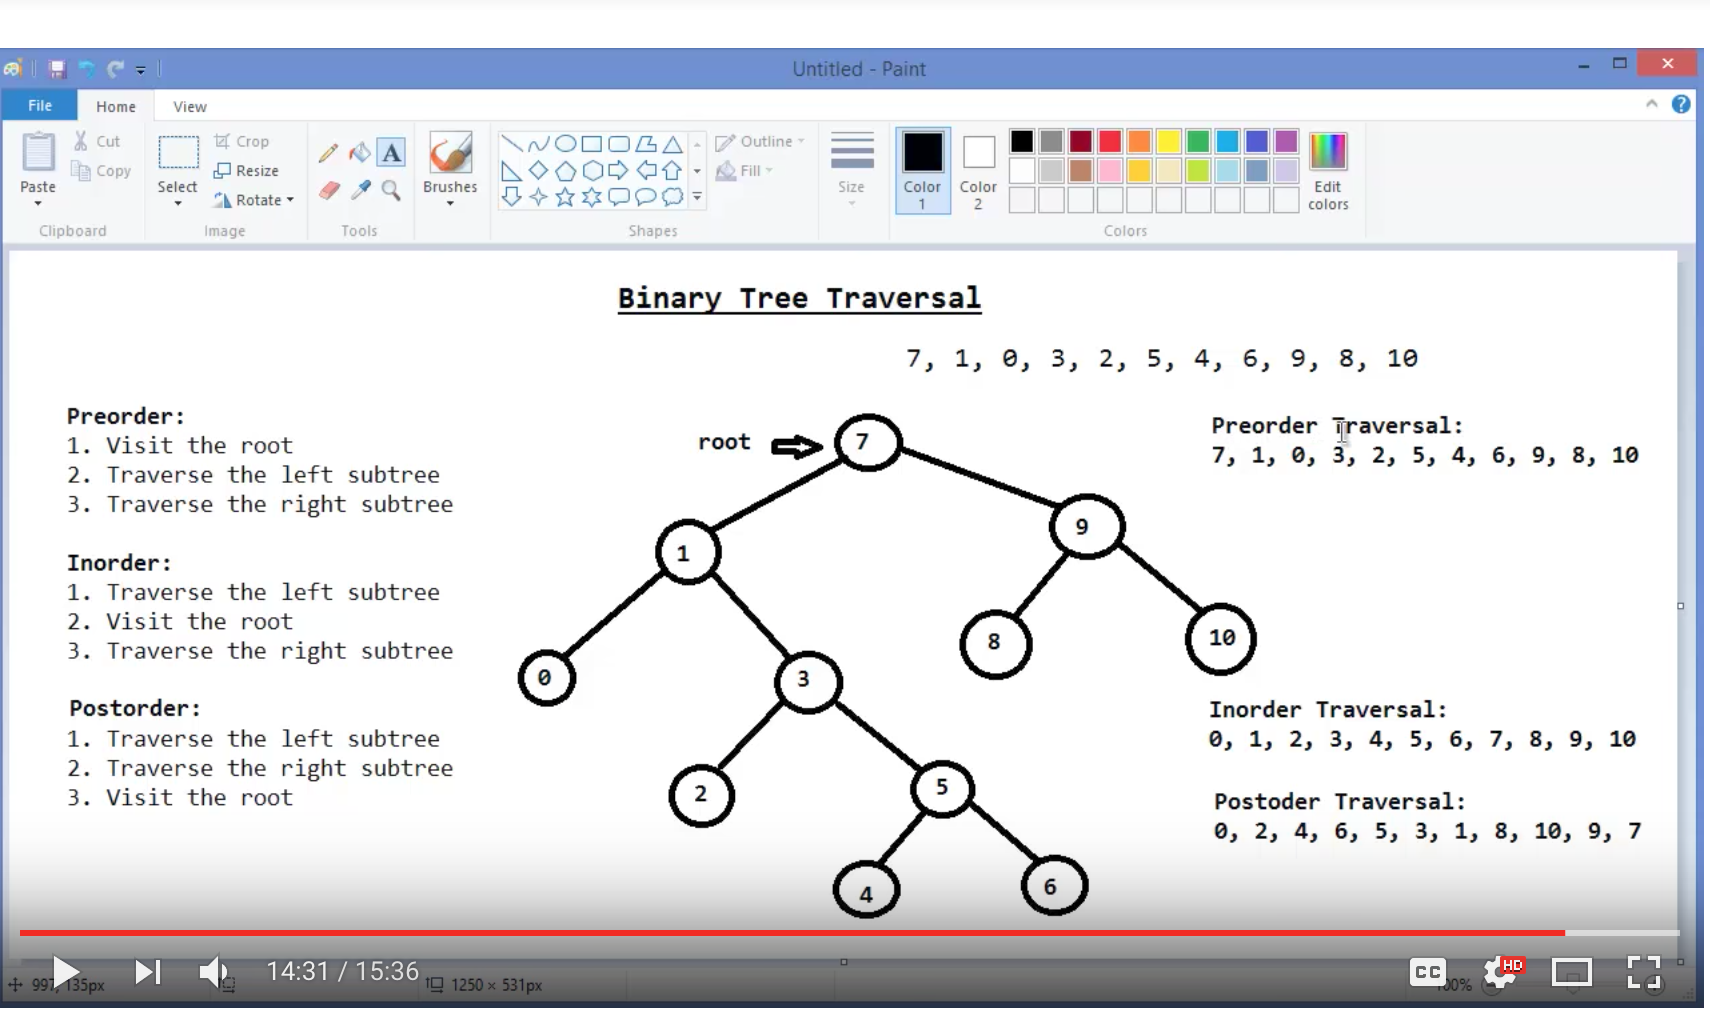 Untitled - Paint
File Home View
Cut
Copy
Paste
Clipboard
Crop
Resize
Rotate
Select
Image
A
Tools
Brushes
Outline
Fill
Shapes
Size
Color 1
Color 2
Edit colors
Colors
Binary Tree Traversal
7, 1, 0, 3, 2, 5, 4, 6, 9, 8, 10
Preorder:
1. Visit the root
2. Traverse the left subtree
3. Traverse the right subtree
Inorder:
1. Traverse the left subtree
2. Visit the root
3. Traverse the right subtree
Postorder:
1. Traverse the left subtree
2. Traverse the right subtree
3. Visit the root
root
7
1
9
0
3
8
10
2
5
4
6
Preorder Traversal:
7, 1, 0, 3, 2, 5, 4, 6, 9, 8, 10
Inorder Traversal:
0, 1, 2, 3, 4, 5, 6, 7, 8, 9, 10
Postoder Traversal:
0, 2, 4, 6, 5, 3, 1, 8, 10, 9, 7
14:31 / 15:36
CC HD
997, 135px
1250 × 531px
100%